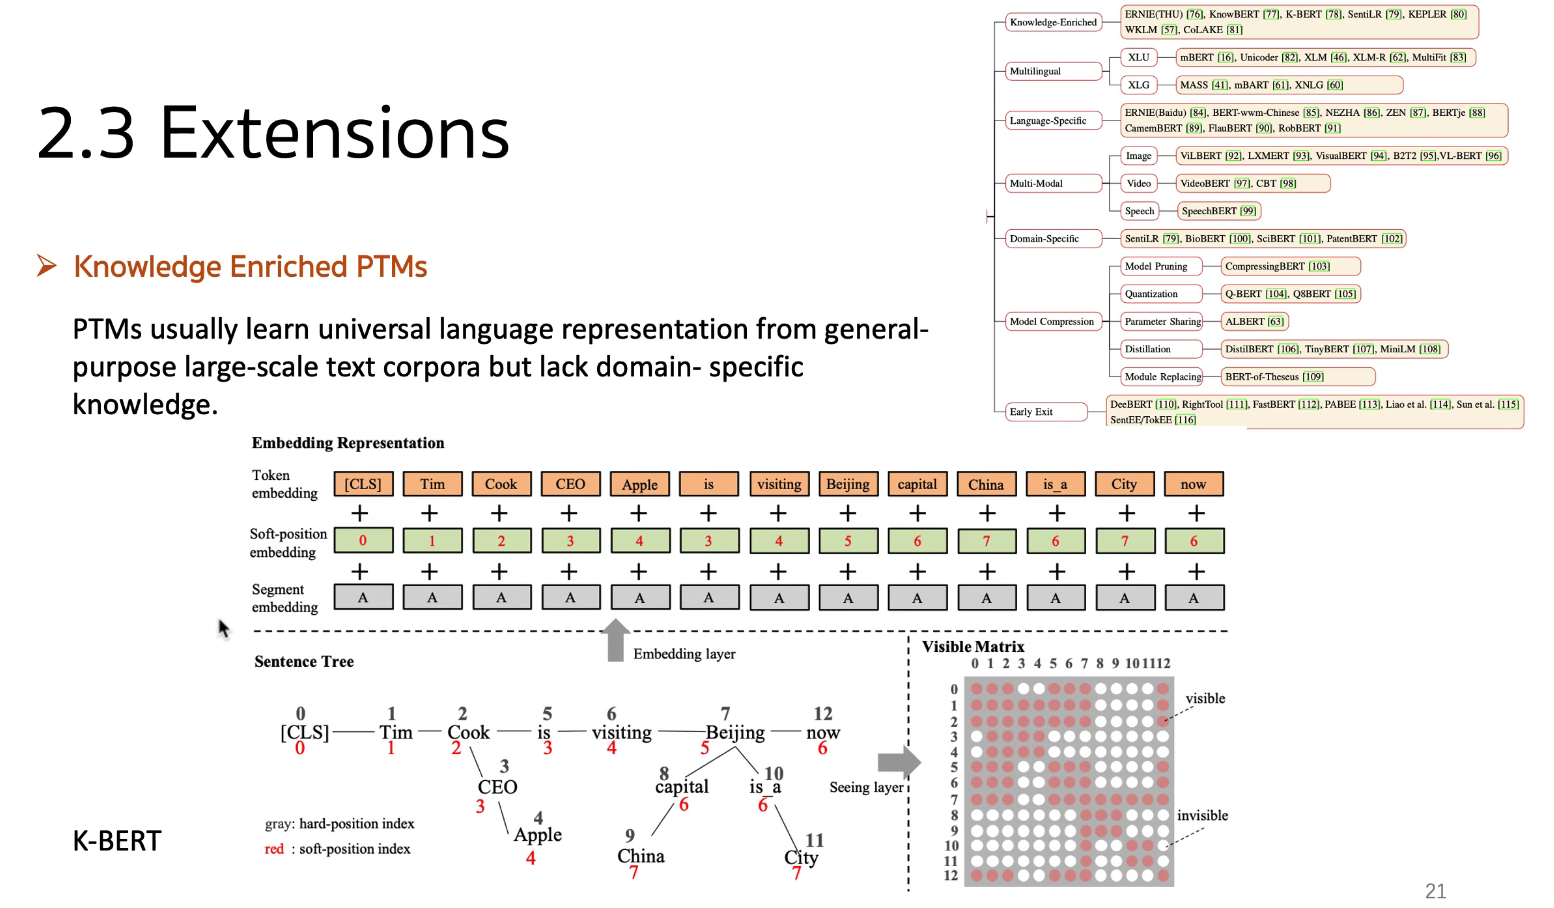 2.3 Extensions
Knowledge-Enriched
ERNIE(THU) [76], KnowBERT [77], K-BERT [78], SentiLR [79], KEPLER [80]
WKLM [57], CoLAKE [81]
Multilingual
XLU
mBERT [16], Unicoder [82], XLM [46], XLM-R [62], MultiFit [83]
XLG
MASS [41], mBART [61], XNLG [60]
Language-Specific
ERNIE(Baidu) [84], BERT-wwm-Chinese [85], NEZHA [86], ZEN [87], BERTje [88]
CamemBERT [89], FlauBERT [90], RobBERT [91]
Multi-Modal
Image
ViLBERT [92], LXMERT [93], VisualBERT [94], B2T2 [95],VL-BERT [96]
Video
VideoBERT [97], CBT [98]
Speech
SpeechBERT [99]
Domain-Specific
SentiLR [79], BioBERT [100], SciBERT [101], PatentBERT [102]
Model Compression
Model Pruning
CompressingBERT [103]
Quantization
Q-BERT [104], Q8BERT [105]
Parameter Sharing
ALBERT [63]
Distillation
DistilBERT [106], TinyBERT [107], MiniLM [108]
Module Replacing
BERT-of-Theseus [109]
Early Exit
DeeBERT [110], RightTool [111], FastBERT [112], PABEE [113], Liao et al. [114], Sun et al. [115]
SentEE/TokEE [116]
Knowledge Enriched PTMs
PTMs usually learn universal language representation from general-
purpose large-scale text corpora but lack domain- specific
knowledge.
Embedding Representation
Token
embedding
[CLS] Tim Cook CEO Apple is visiting Beijing capital China is_a City now
+ + + + + + + + + + + + +
Soft-position
embedding
0 1 2 3 4 3 4 5 6 7 6 7 6
+ + + + + + + + + + + + +
Segment
embedding
A A A A A A A A A A A A A
Embedding layer
Sentence Tree
0 1 2 5 6 7 12
[CLS] Tim Cook is visiting Beijing now
0 1 2 3 4 5 6
3 8 10
CEO capital is_a
3 6 6
4 9 11
Apple China City
4 7 7
gray: hard-position index
red : soft-position index
Seeing layer
Visible Matrix
0 1 2 3 4 5 6 7 8 9 10 11 12
0
1
2
3
4
5
6
7
8
9
10
11
12
visible
invisible
K-BERT
21